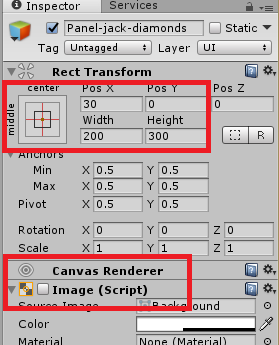 Inspector Services
Panel-jack-diamonds Static
Tag Untagged Layer UI
Rect Transform
center Pos X Pos Y Pos Z
middle 30 0 0
Width Height
200 300
R
Anchors
Min X 0.5 Y 0.5
Max X 0.5 Y 0.5
Pivot X 0.5 Y 0.5
Rotation X 0 Y 0 Z 0
Scale X 1 Y 1 Z 1
Canvas Renderer
Image (Script)
Source Image Background
Color
Material None (Material)